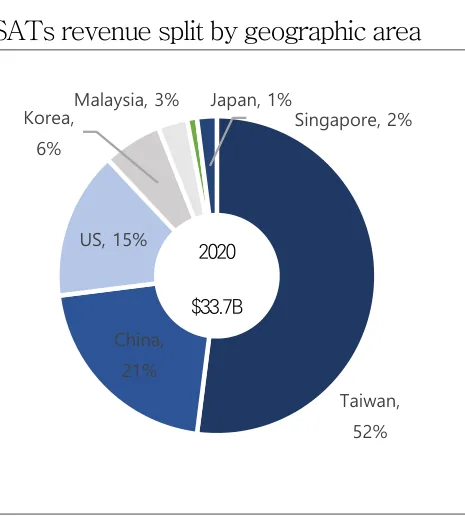 SATs revenue split by geographic area
Malaysia, 3%
Japan, 1%
Korea,
6%
Singapore, 2%
US, 15%
2020
$33.7B
China,
21%
Taiwan,
52%